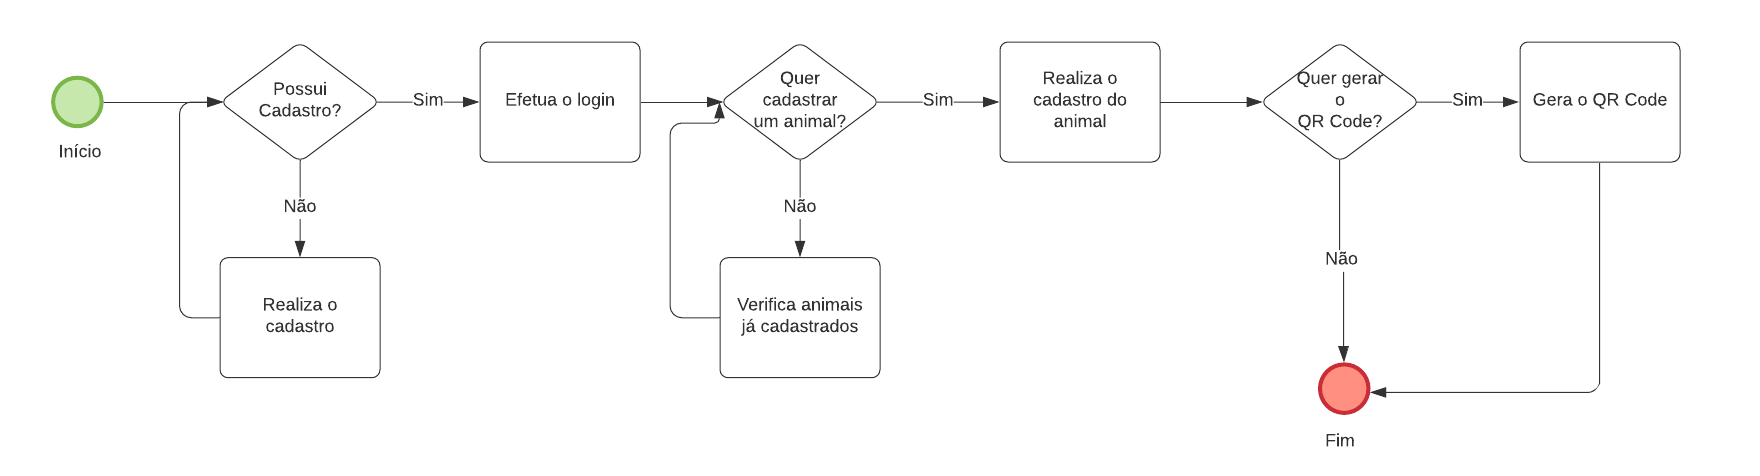 Início
Possui
Cadastro?
Sim
Não
Realiza o
cadastro
Efetua o login
Quer
cadastrar
um animal?
Sim
Não
Verifica animais
já cadastrados
Realiza o
cadastro do
animal
Quer gerar
o
QR Code?
Sim
Não
Gera o QR Code
Fim